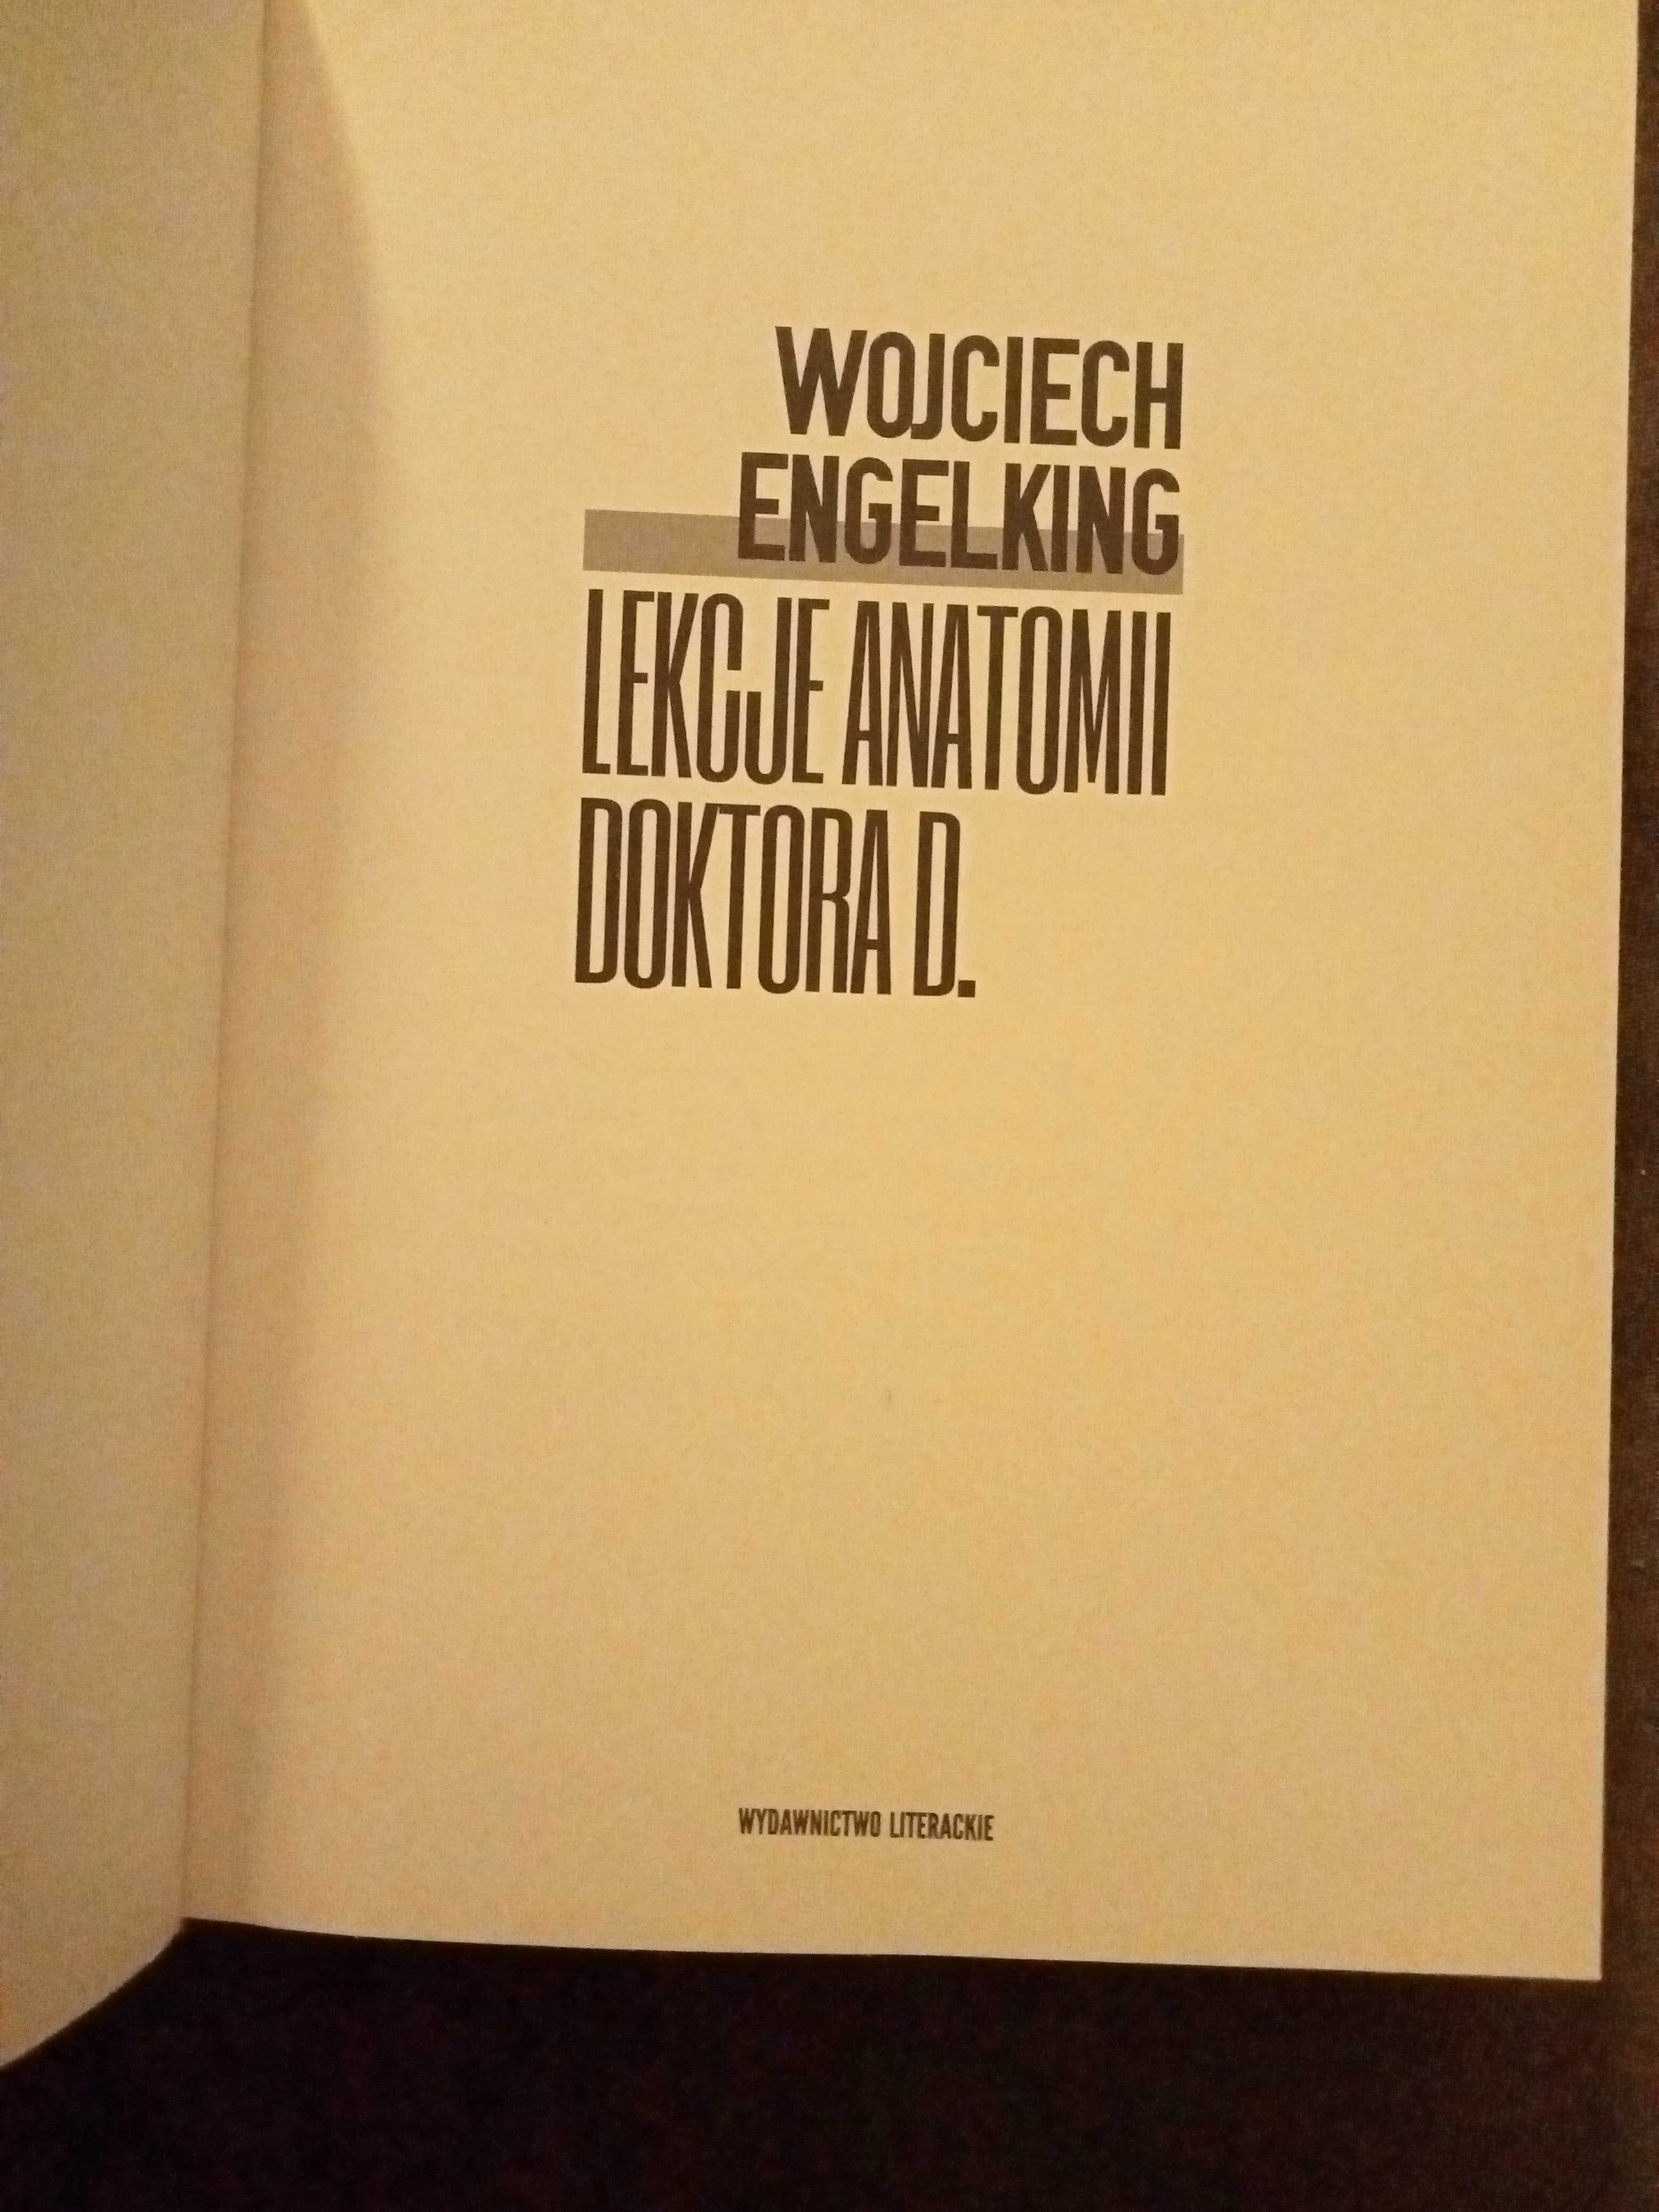 WOJCIECH
ENGELKING
LEKCJE ANATOMII
DOKTORA D.
WYDAWNICTWO LITERACKIE